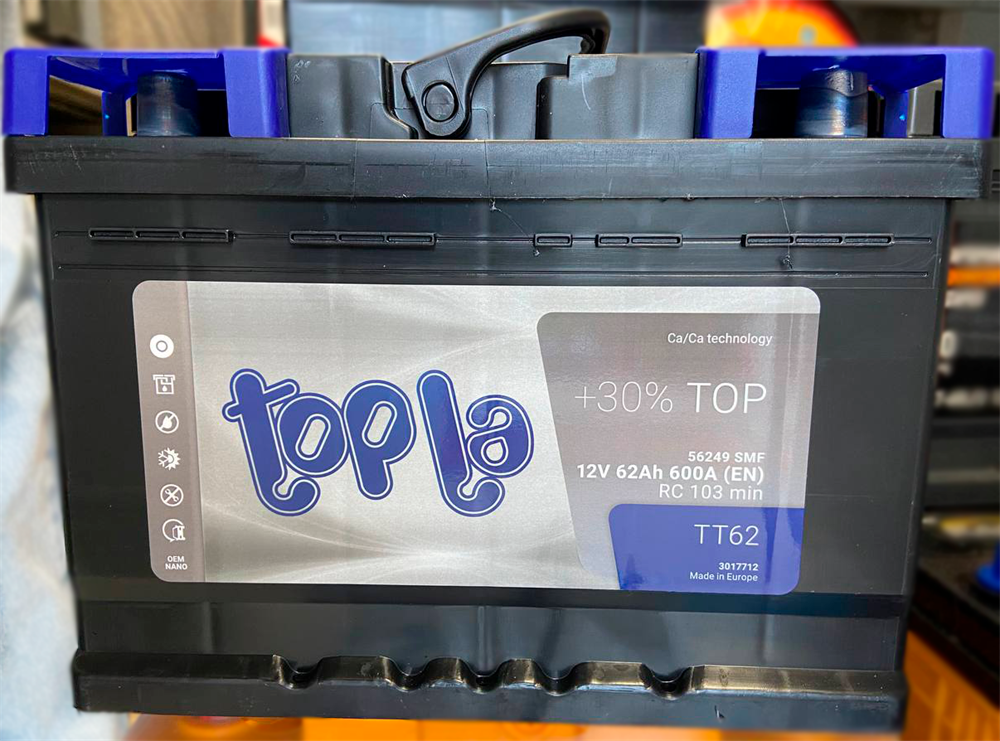 topla
Ca/Ca technology
+30% TOP
56249 SMF
12V 62Ah 600A (EN)
RC 103 min
TT62
3017712
Made in Europe
OEM
NANO